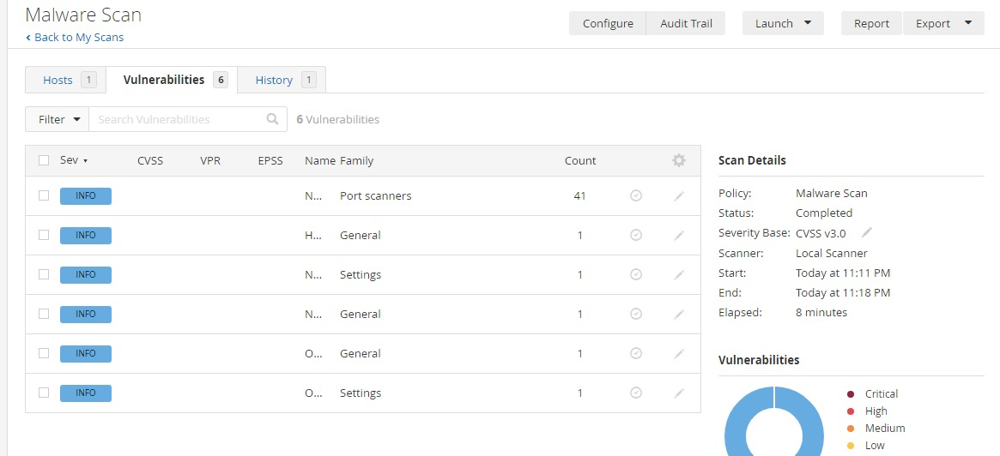 Malware Scan
Back to My Scans
Configure Audit Trail Launch Report Export
Hosts 1 Vulnerabilities 6 History 1
Filter Search Vulnerabilities 6 Vulnerabilities
Sev CVSS VPR EPSS Name Family Count
INFO N... Port scanners 41
INFO H... General 1
INFO N... Settings 1
INFO N... General 1
INFO O... General 1
INFO O... Settings 1
Scan Details
Policy: Malware Scan
Status: Completed
Severity Base: CVSS v3.0
Scanner: Local Scanner
Start: Today at 11:11 PM
End: Today at 11:18 PM
Elapsed: 8 minutes
Vulnerabilities
Critical
High
Medium
Low